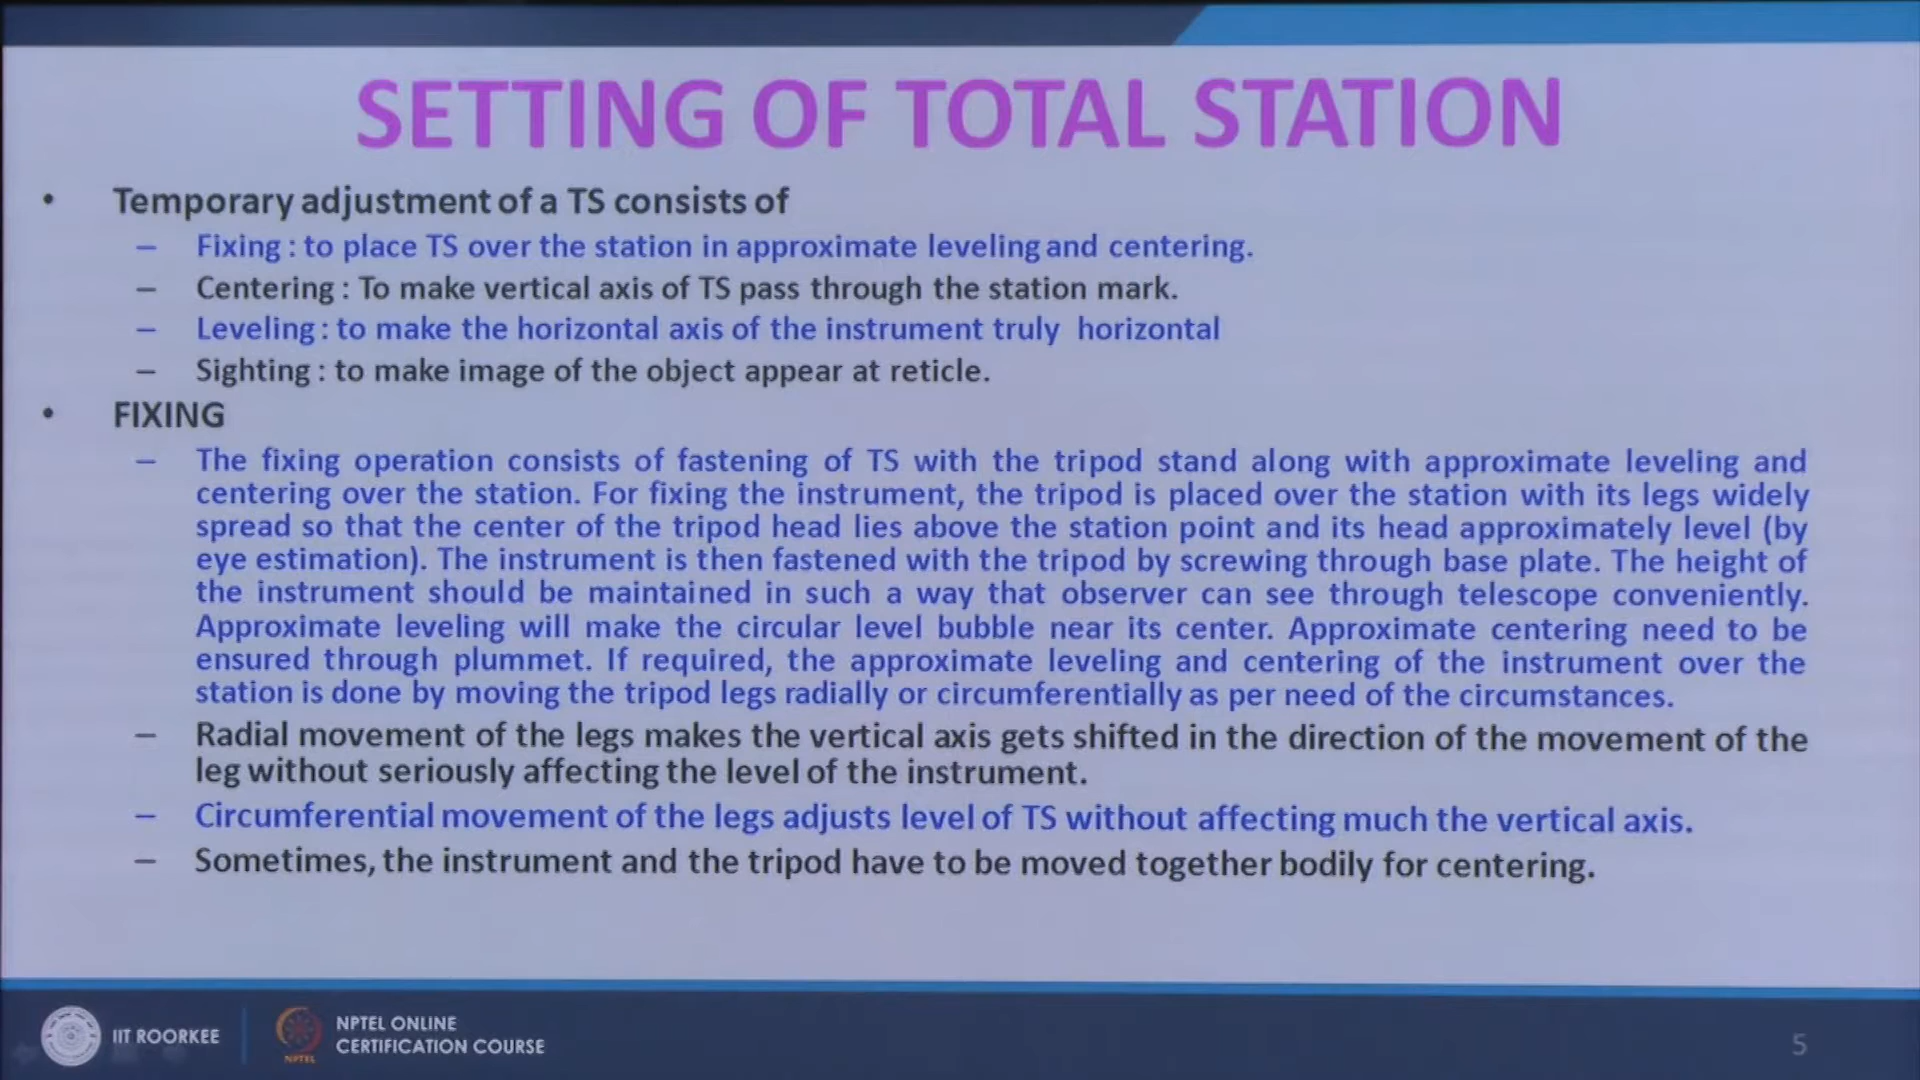 SETTING OF TOTAL STATION
• Temporary adjustment of a TS consists of
– Fixing : to place TS over the station in approximate leveling and centering.
– Centering : To make vertical axis of TS pass through the station mark.
– Leveling : to make the horizontal axis of the instrument truly horizontal
– Sighting : to make image of the object appear at reticle.
• FIXING
– The fixing operation consists of fastening of TS with the tripod stand along with approximate leveling and
centering over the station. For fixing the instrument, the tripod is placed over the station with its legs widely
spread so that the center of the tripod head lies above the station point and its head approximately level (by
eye estimation). The instrument is then fastened with the tripod by screwing through base plate. The height of
the instrument should be maintained in such a way that observer can see through telescope conveniently.
Approximate leveling will make the circular level bubble near its center. Approximate centering need to be
ensured through plummet. If required, the approximate leveling and centering of the instrument over the
station is done by moving the tripod legs radially or circumferentially as per need of the circumstances.
– Radial movement of the legs makes the vertical axis gets shifted in the direction of the movement of the
leg without seriously affecting the level of the instrument.
– Circumferential movement of the legs adjusts level of TS without affecting much the vertical axis.
– Sometimes, the instrument and the tripod have to be moved together bodily for centering.
IIT ROORKEE
NPTEL
NPTEL ONLINE
CERTIFICATION COURSE
5